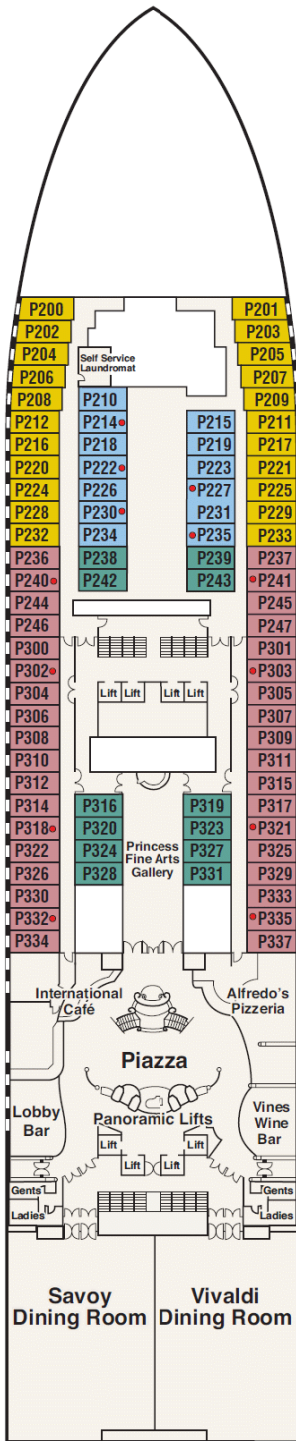 P200 P201
P202 P203
P204 P205
Self Service
Laundromat
P206 P207
P208 P210 P209
P212 P214 P215 P211
P216 P218 P219 P217
P220 P222 P223 P221
P224 P226 P227 P225
P228 P230 P231 P229
P232 P234 P235 P233
P236 P238 P239 P237
P240 P242 P243 P241
P244 P245
P246 P247
P300 P301
P302 P303
P304 Lift Lift Lift Lift P305
P306 P307
P308 P309
P310 P311
P312 P315
P314 P316 P319 P317
P318 P320 P323 P321
P322 P324 P327 P325
P326 P328 P331 P329
Princess
Fine Arts
Gallery
P330 P333
P332 P335
P334 P337
International
Café
Alfredo's
Pizzeria
Piazza
Panoramic Lifts
Lobby
Bar
Vines
Wine
Bar
Lift Lift
Lift Lift
Gents Gents
Ladies Ladies
Savoy
Dining Room
Vivaldi
Dining Room